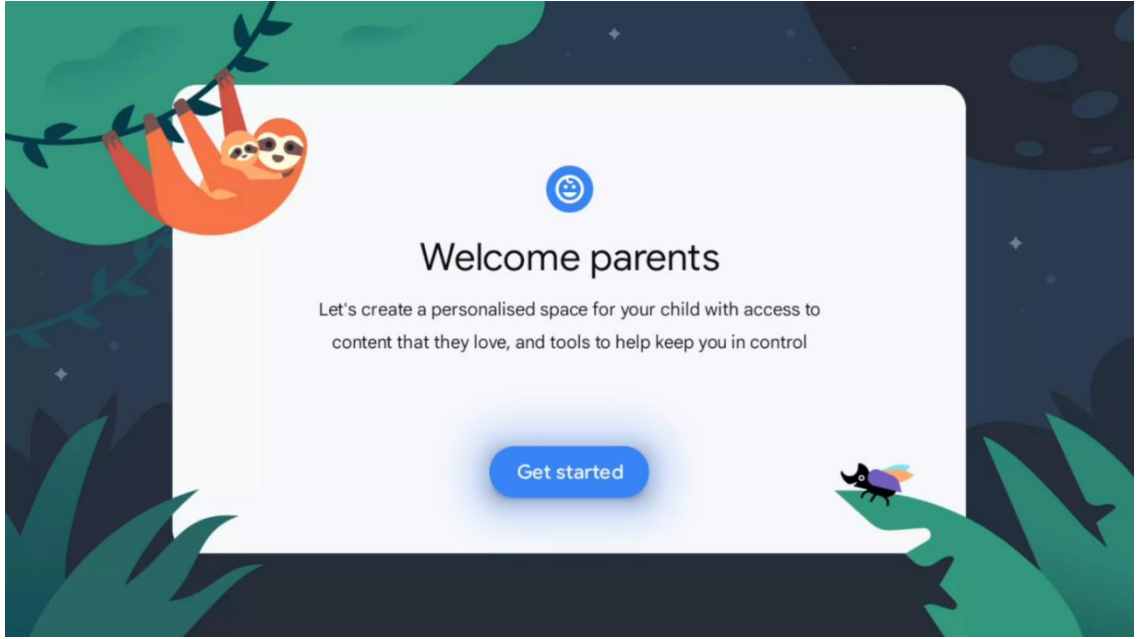 Welcome parents
Let's create a personalised space for your child with access to
content that they love, and tools to help keep you in control
Get started